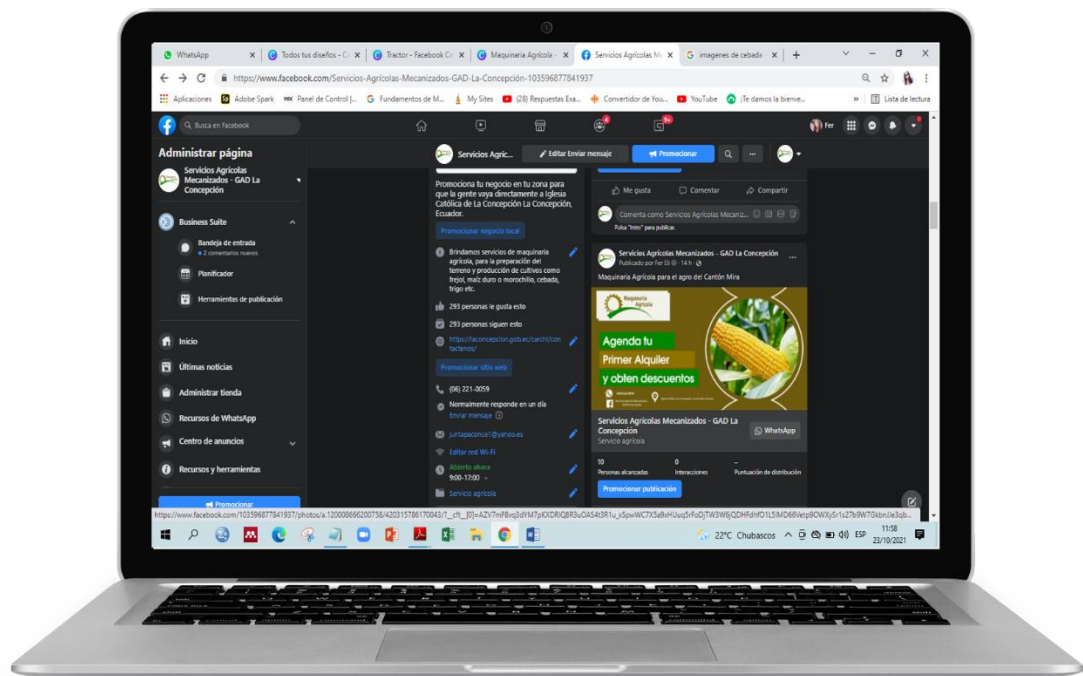 WhatsApp
Todos tus diseños - C
Tractor - Facebook Co
Maquinaria Agrícola -
Servicios Agrícolas Me
imagenes de cebada
https://www.facebook.com/Servicios-Agrícolas-Mecanizados-GAD-La-Concepción-103596877841937
Aplicaciones
Adobe Spark
Panel de Control |...
Fundamentos de M...
My Sites
(28) Respuestas Exa...
Convertidor de You...
YouTube
¡Te damos la bienve...
Lista de lectura
Busca en Facebook
Fer
Administrar página
Servicios Agrícolas
Mecanizados - GAD La
Concepción
Business Suite
Bandeja de entrada
2 comentarios nuevos
Planificador
Herramientas de publicación
Inicio
Últimas noticias
Administrar tienda
Recursos de WhatsApp
Centro de anuncios
Recursos y herramientas
Promocionar
Servicios Agríc...
Editar Enviar mensaje
Promocionar
Promociona tu negocio en tu zona para
que la gente vaya directamente a Iglesia
Católica de La Concepción La Concepción,
Ecuador.
Promocionar negocio local
Brindamos servicios de maquinaria
agrícola, para la preparación del
terreno y producción de cultivos como
frejol, maíz duro o morochillo, cebada,
trigo etc.
293 personas le gusta esto
293 personas siguen esto
https://laconcepcion.gob.ec/carchi/con
tactenos/
Promocionar sitio web
(06) 221-0059
Normalmente responde en un día
Enviar mensaje
juntapaconce1@yahoo.es
Editar red Wi-Fi
Abierto ahora
9:00-17:00
Servicio agrícola
Me gusta
Comentar
Compartir
Comenta como Servicios Agrícolas Mecaniz...
Pulsa "Intro" para publicar.
Servicios Agrícolas Mecanizados - GAD La Concepción
Publicado por Fer
14 h
Maquinaria Agrícola para el agro del Cantón Mira
Maquinaria
Agrícola
Agenda tu
Primer Alquiler
y obten descuentos
Servicios Agrícolas Mecanizados - GAD La
Concepción
Servicio agrícola
WhatsApp
10
0
--
Personas alcanzadas
Interacciones
Puntuación de distribución
Promocionar publicación
22°C Chubascos
ESP
11:58
23/10/2021